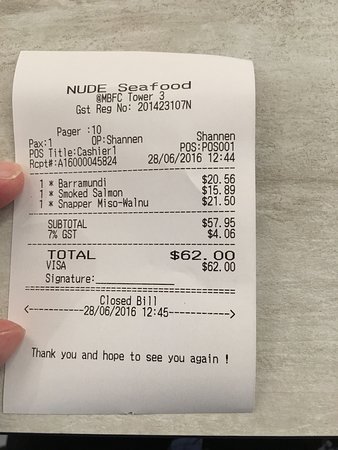 NUDE Seafood
@MBFC Tower 3
Gst Reg No: 201423107N
Pager :10
Pax:1 OP:Shannen Shannen
POS Title:Cashier1 POS:POS001
Rcpt#:A16000045824 28/06/2016 12:44
1 * Barramundi $20.56
1 * Smoked Salmon $15.89
1 * Snapper Miso-Walnu $21.50
SUBTOTAL $57.95
7% GST $4.06
TOTAL $62.00
VISA $62.00
Signature:
Closed Bill
<---------28/06/2016 12:45--------->
Thank you and hope to see you again !